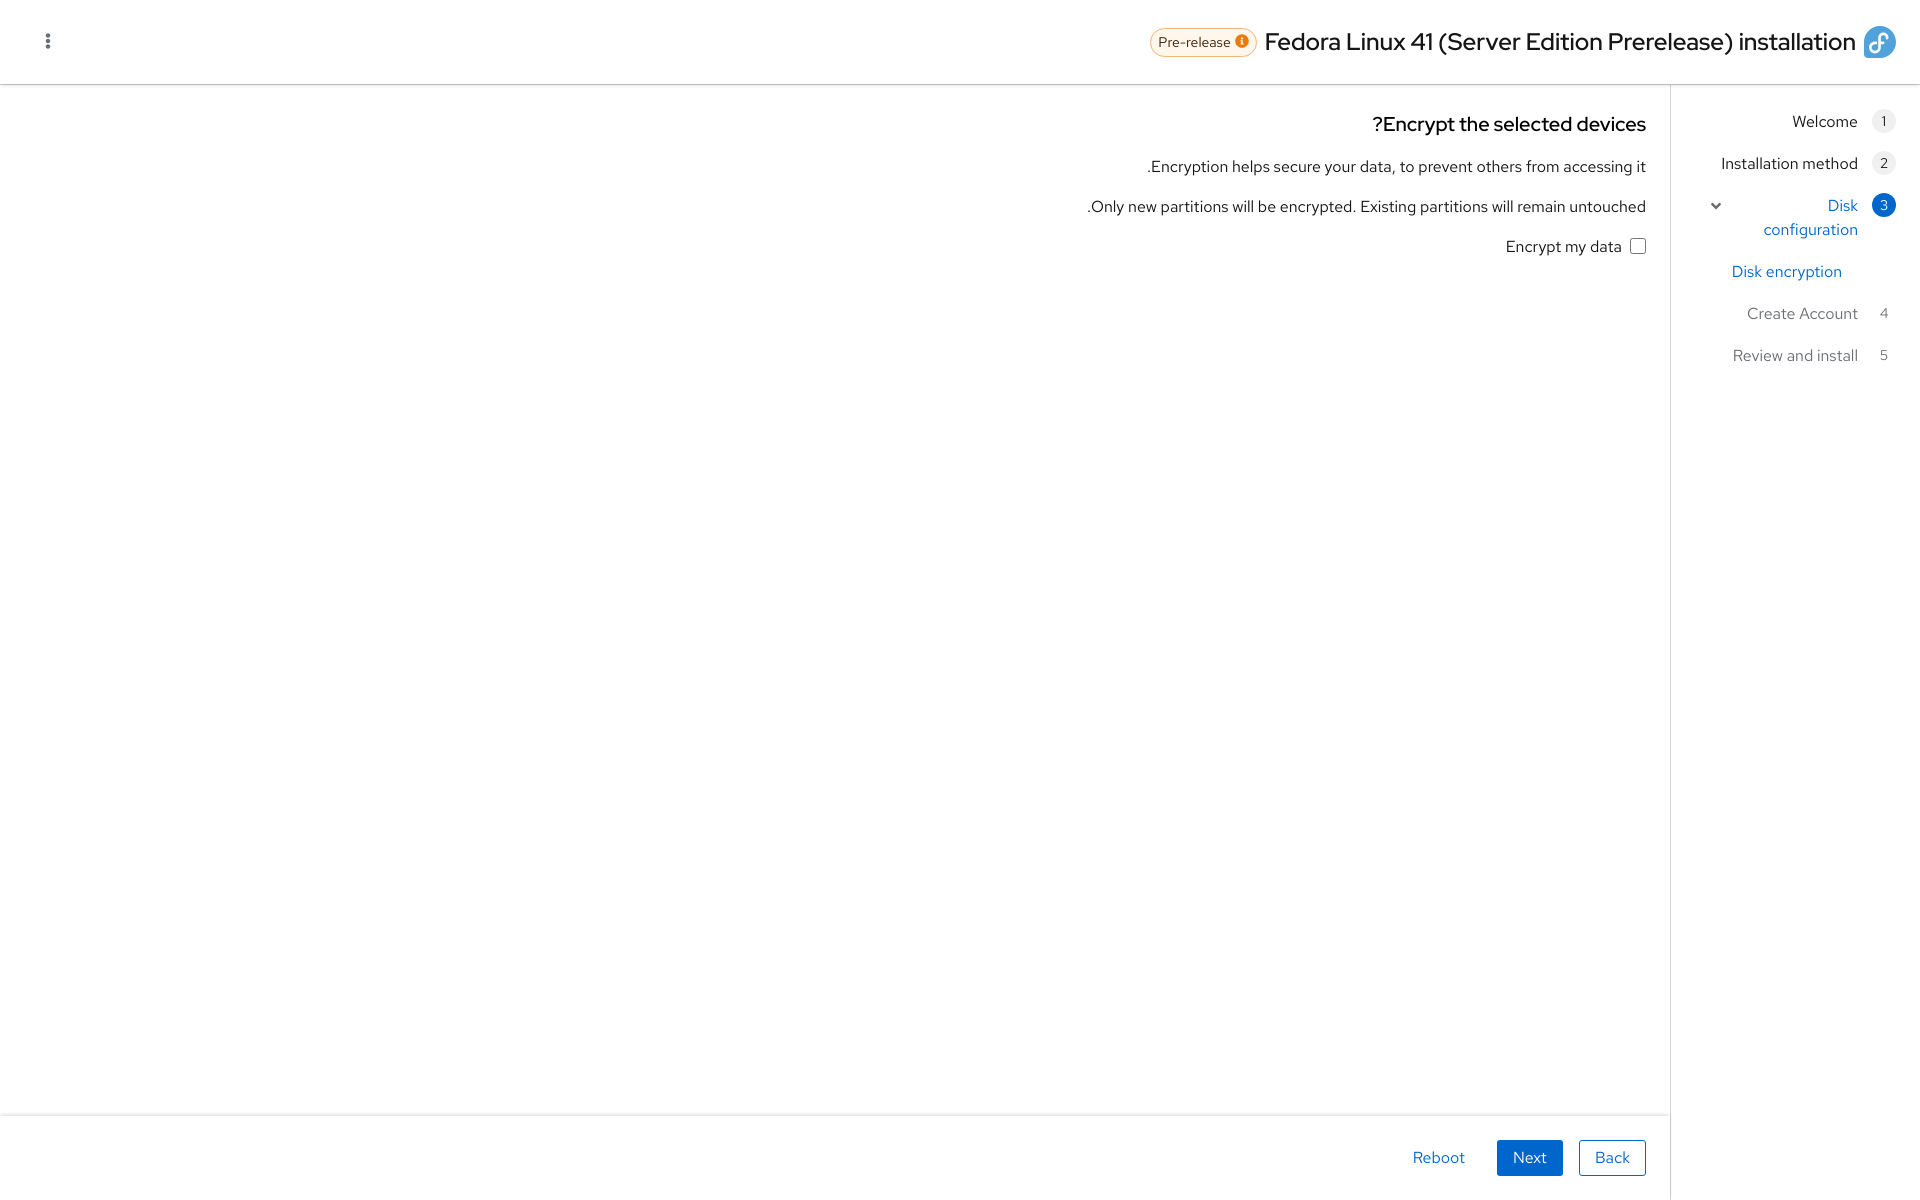 Fedora Linux 41 (Server Edition Prerelease) installation
Pre-release
1 Welcome
2 Installation method
3 Disk
configuration
Disk encryption
4 Create Account
5 Review and install
?Encrypt the selected devices
.Encryption helps secure your data, to prevent others from accessing it
.Only new partitions will be encrypted. Existing partitions will remain untouched
Encrypt my data
Back
Next
Reboot